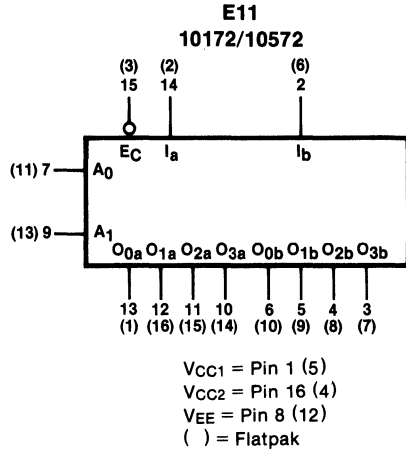 E11
10172/10572
(3) (2) (6)
15 14 2
EC Ia Ib
(11) 7 A0
(13) 9 A1
O0a O1a O2a O3a O0b O1b O2b O3b
13 12 11 10 6 5 4 3
(1) (16) (15) (14) (10) (9) (8) (7)
VCC1 = Pin 1 (5)
VCC2 = Pin 16 (4)
VEE = Pin 8 (12)
( ) = Flatpak